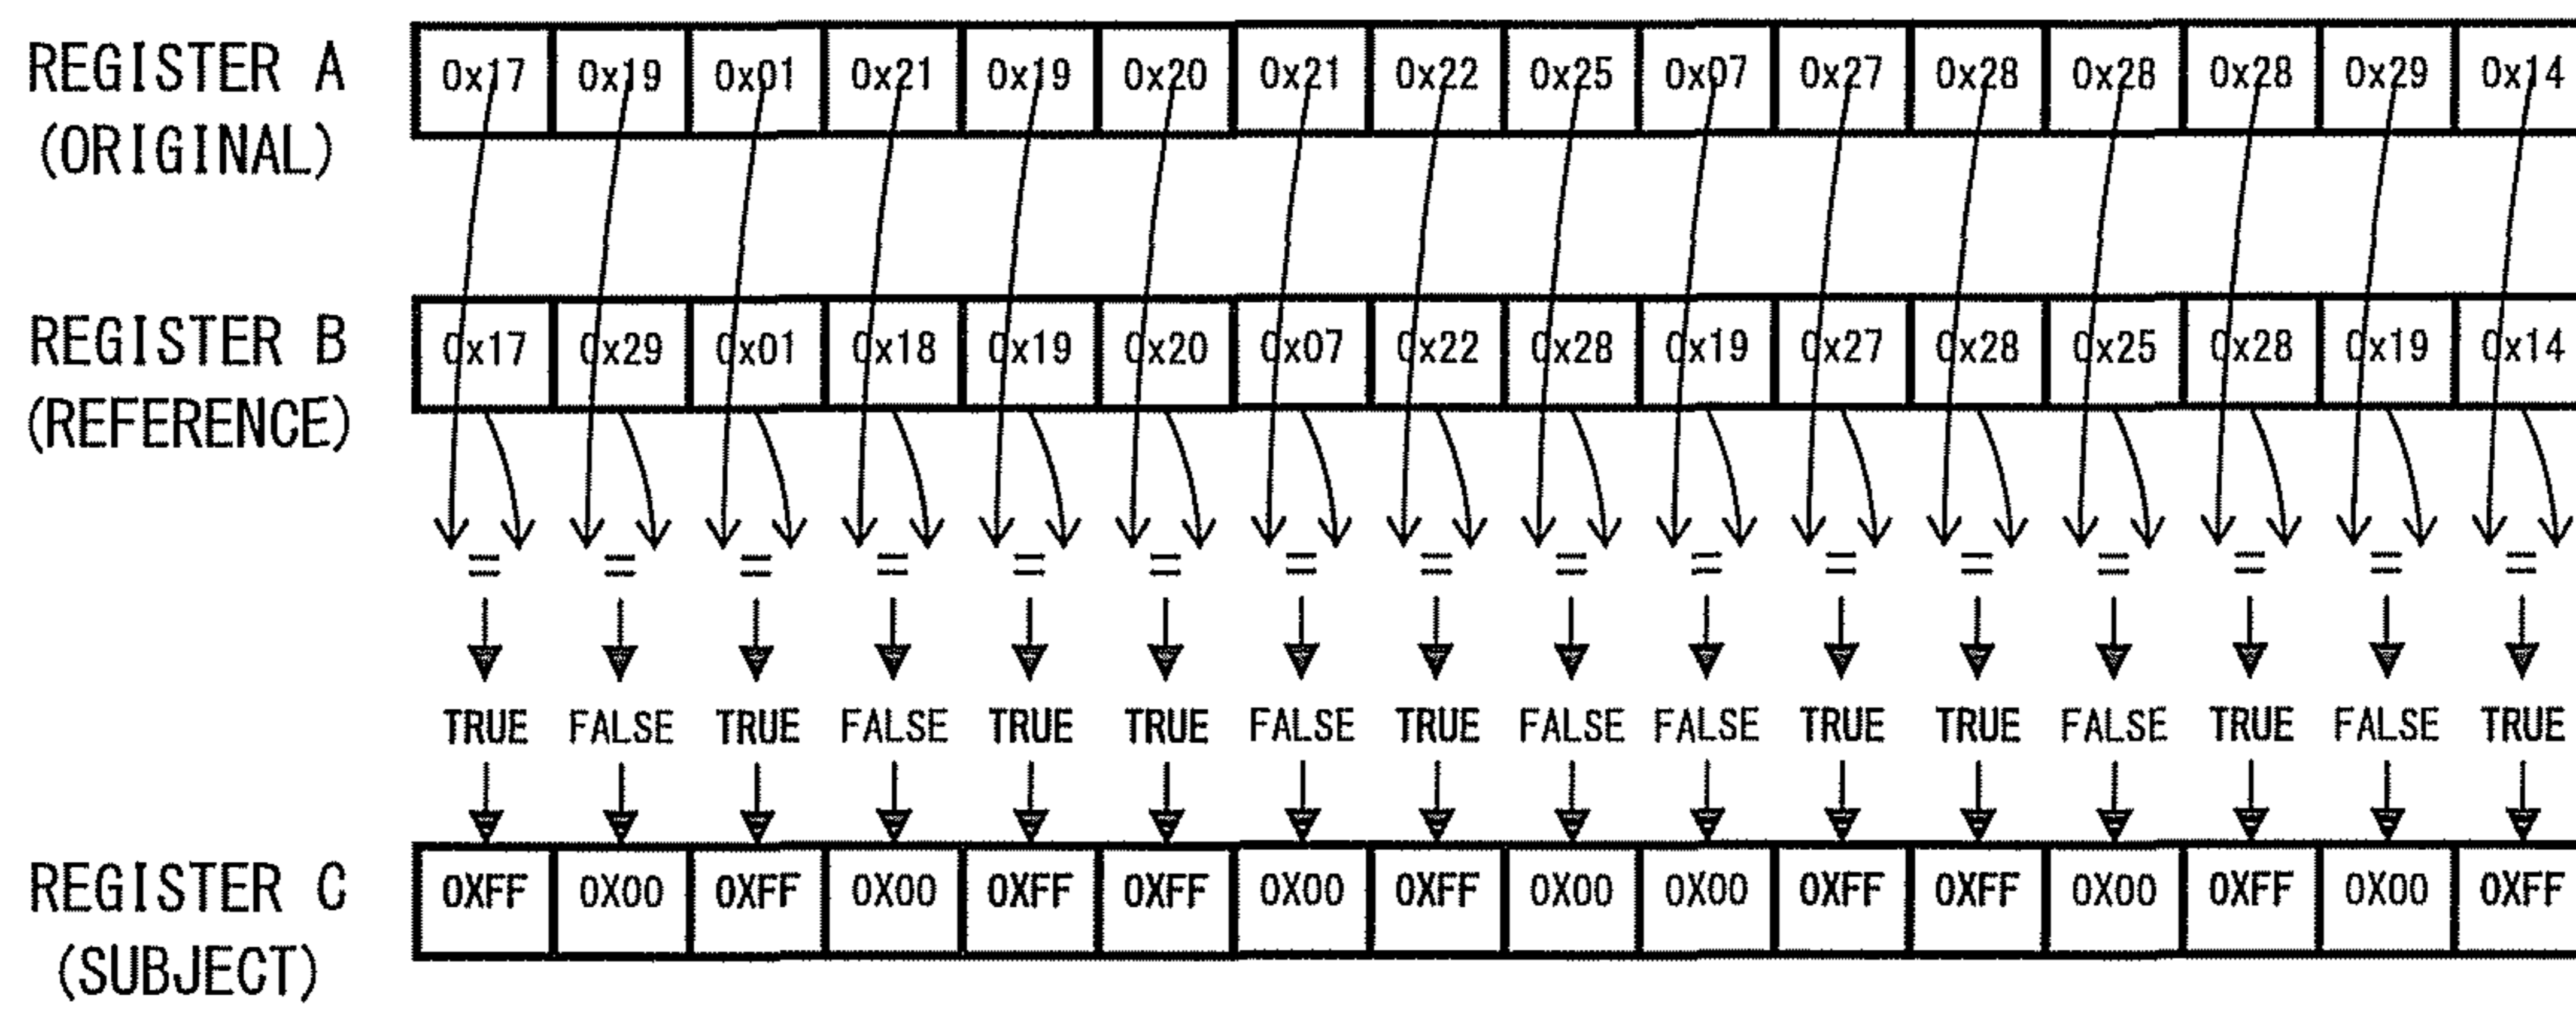 REGISTER A
(ORIGINAL)
0x17 0x19 0x01 0x21 0x19 0x20 0x21 0x22 0x25 0x07 0x27 0x28 0x28 0x28 0x29 0x14
REGISTER B
(REFERENCE)
0x17 0x29 0x01 0x18 0x19 0x20 0x07 0x22 0x28 0x19 0x27 0x28 0x25 0x28 0x19 0x14
= = = = = = = = = = = = = = = =
TRUE FALSE TRUE FALSE TRUE TRUE FALSE TRUE FALSE FALSE TRUE TRUE FALSE TRUE FALSE TRUE
REGISTER C
(SUBJECT)
0XFF 0X00 0XFF 0X00 0XFF 0XFF 0X00 0XFF 0X00 0X00 0XFF 0XFF 0X00 0XFF 0X00 0XFF